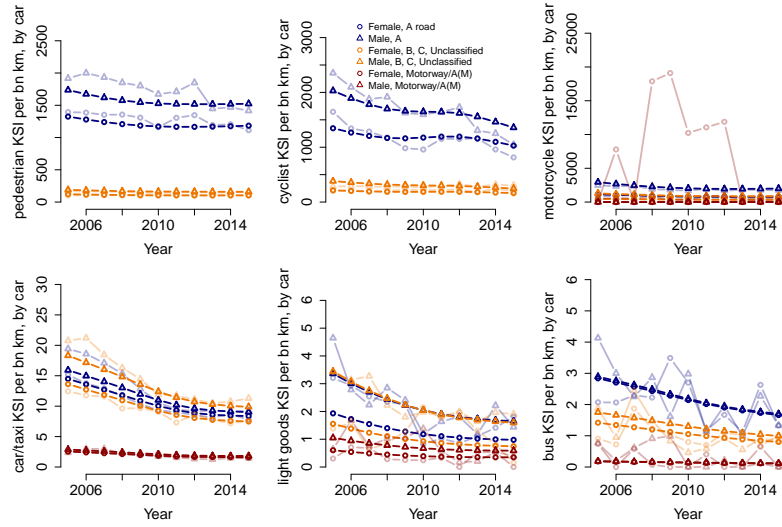 pedestrian KSI per bn km, by car
0 500 1500 2500
2006 2010 2014
Year
cyclist KSI per bn km, by car
0 1000 2000 3000
2006 2010 2014
Year
Female, A road
Male, A
Female, B, C, Unclassified
Male, B, C, Unclassified
Female, Motorway/A(M)
Male, Motorway/A(M)
motorcycle KSI per bn km, by car
0 5000 15000 25000
2006 2010 2014
Year
car/taxi KSI per bn km, by car
0 5 10 15 20 25 30
2006 2010 2014
Year
light goods KSI per bn km, by car
0 1 2 3 4 5 6
2006 2010 2014
Year
bus KSI per bn km, by car
0 1 2 3 4 5 6
2006 2010 2014
Year